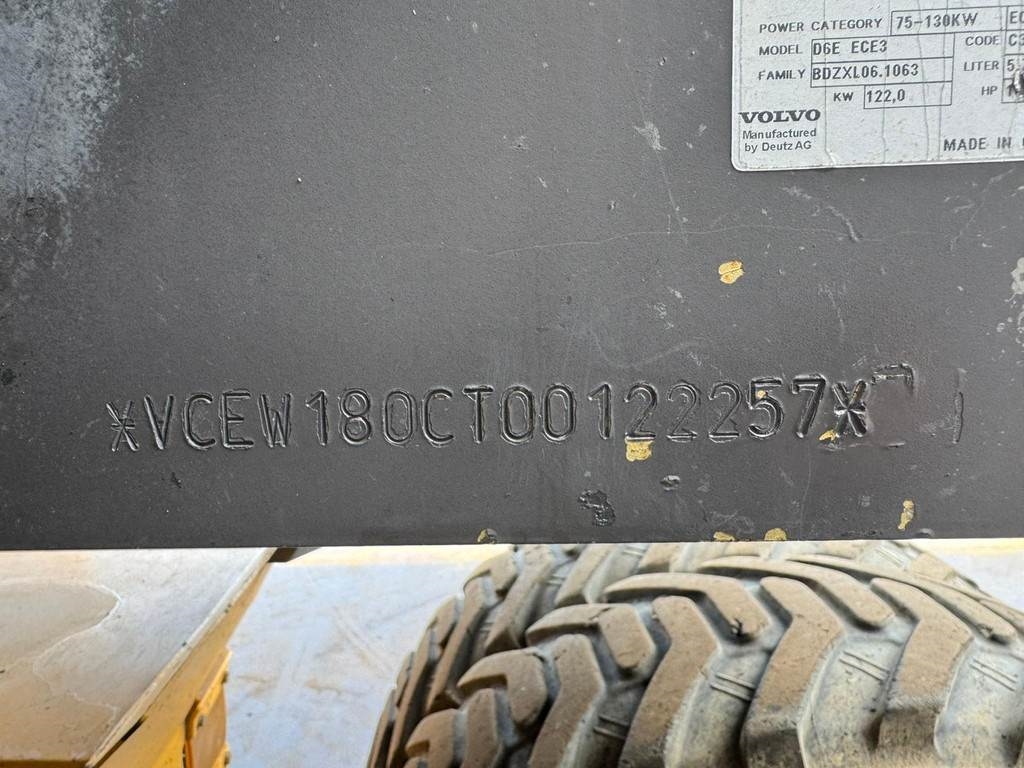 POWER CATEGORY 75-130KW
MODEL D6E ECE3 CODE
FAMILY BDZXL06.1063 LITER
KW 122,0 HP
VOLVO
Manufactured
by Deutz AG
MADE IN
*VCEW180CT00122257*